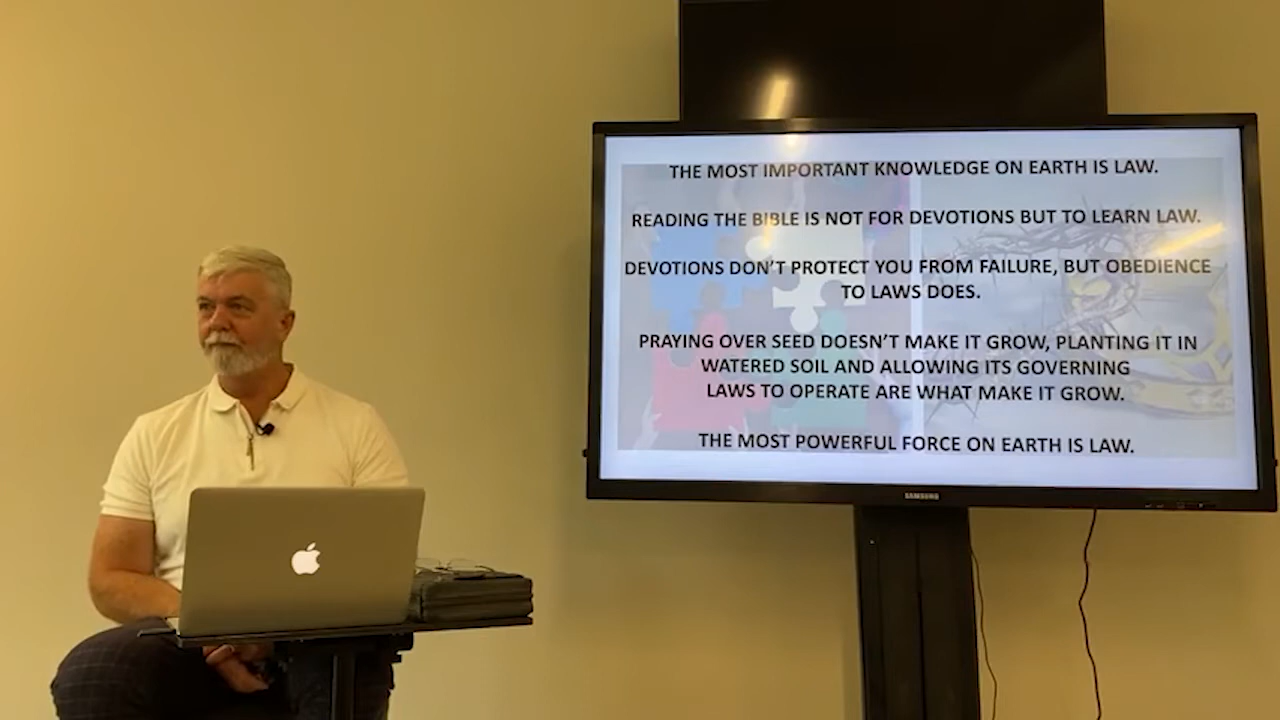 THE MOST IMPORTANT KNOWLEDGE ON EARTH IS LAW.
READING THE BIBLE IS NOT FOR DEVOTIONS BUT TO LEARN LAW.
DEVOTIONS DON'T PROTECT YOU FROM FAILURE, BUT OBEDIENCE
TO LAWS DOES.
PRAYING OVER SEED DOESN'T MAKE IT GROW, PLANTING IT IN
WATERED SOIL AND ALLOWING ITS GOVERNING
LAWS TO OPERATE ARE WHAT MAKE IT GROW.
THE MOST POWERFUL FORCE ON EARTH IS LAW.
SAMSUNG